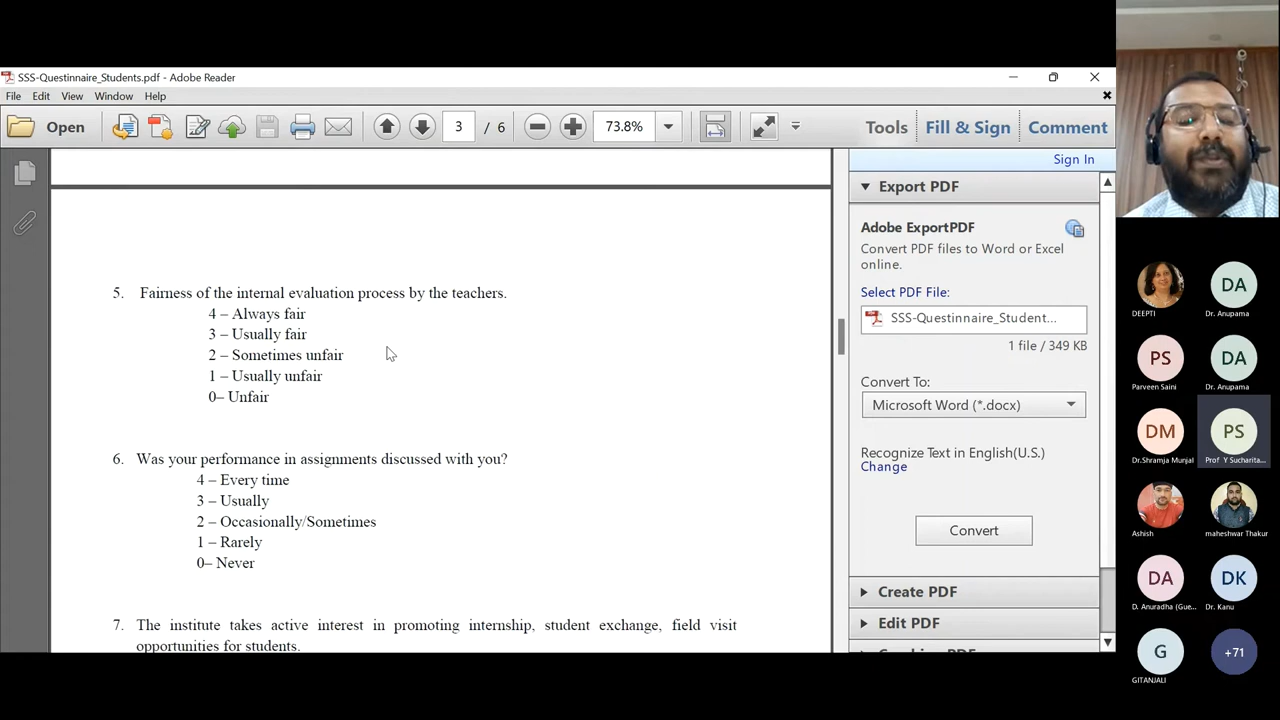 SSS-Questinnaire_Students.pdf - Adobe Reader
File Edit View Window Help
Open 3 / 6 73.8% Tools Fill & Sign Comment
Sign In
Export PDF
Adobe ExportPDF
Convert PDF files to Word or Excel
online.
Select PDF File:
SSS-Questinnaire_Student...
1 file / 349 KB
Convert To:
Microsoft Word (*.docx)
Recognize Text in English(U.S.)
Change
Convert
Create PDF
Edit PDF
5. Fairness of the internal evaluation process by the teachers.
4 – Always fair
3 – Usually fair
2 – Sometimes unfair
1 – Usually unfair
0– Unfair
6. Was your performance in assignments discussed with you?
4 – Every time
3 – Usually
2 – Occasionally/Sometimes
1 – Rarely
0– Never
7. The institute takes active interest in promoting internship, student exchange, field visit
opportunities for students.
DEEPTI
DA
Dr. Anupama
PS
Parveen Saini
DA
Dr. Anupama
DM
Dr.Shramja Munjal
PS
Prof Y Sucharita...
Ashish
maheshwar Thakur
DA
D. Anuradha (Gue...
DK
Dr. Kanu
G
GITANJALI
+71